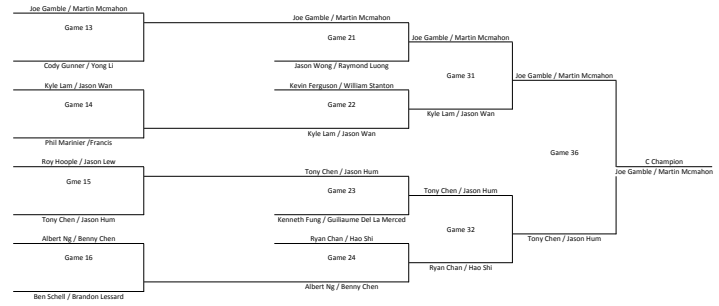 Joe Gamble / Martin Mcmahon
Game 13
Cody Gunner / Yong Li
Kyle Lam / Jason Wan
Game 14
Phil Marinier /Francis
Roy Hoople / Jason Lew
Gme 15
Tony Chen / Jason Hum
Albert Ng / Benny Chen
Game 16
Ben Schell / Brandon Lessard
Joe Gamble / Martin Mcmahon
Game 21
Jason Wong / Raymond Luong
Kevin Ferguson / William Stanton
Game 22
Kyle Lam / Jason Wan
Tony Chen / Jason Hum
Game 23
Kenneth Fung / Guiliaume Del La Merced
Ryan Chan / Hao Shi
Game 24
Albert Ng / Benny Chen
Joe Gamble / Martin Mcmahon
Game 31
Kyle Lam / Jason Wan
Tony Chen / Jason Hum
Game 32
Ryan Chan / Hao Shi
Joe Gamble / Martin Mcmahon
Game 36
Tony Chen / Jason Hum
C Champion
Joe Gamble / Martin Mcmahon